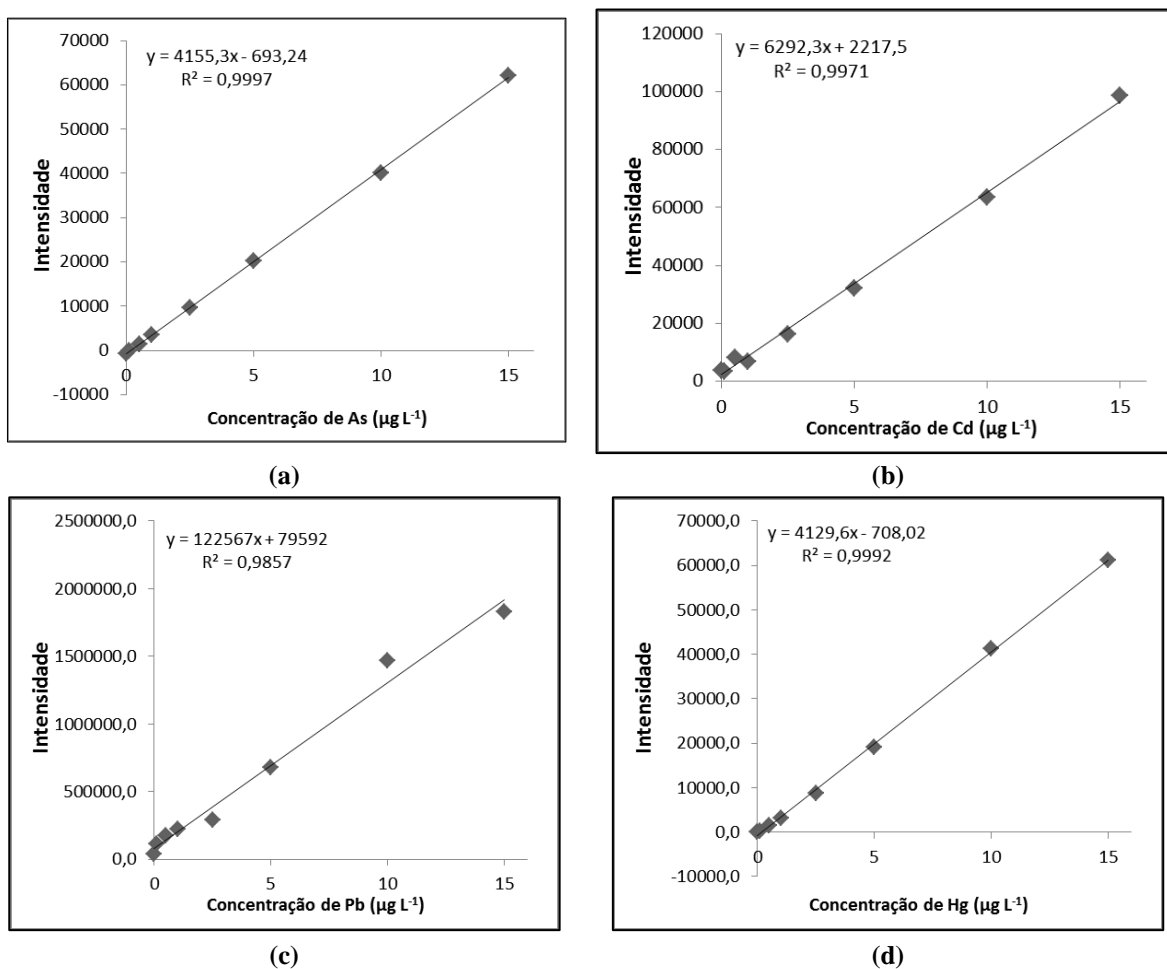 70000
60000
50000
40000
30000
20000
10000
0
-10000
y = 4155,3x - 693,24
R² = 0,9997
Intensidade
0 5 10 15
Concentração de As (µg L⁻¹)
(a)
120000
100000
80000
60000
40000
20000
0
y = 6292,3x + 2217,5
R² = 0,9971
Intensidade
0 5 10 15
Concentração de Cd (µg L⁻¹)
(b)
2500000,0
2000000,0
1500000,0
1000000,0
500000,0
0,0
y = 122567x + 79592
R² = 0,9857
Intensidade
0 5 10 15
Concentração de Pb (µg L⁻¹)
(c)
70000,0
60000,0
50000,0
40000,0
30000,0
20000,0
10000,0
0,0
-10000,0
y = 4129,6x - 708,02
R² = 0,9992
Intensidade
0 5 10 15
Concentração de Hg (µg L⁻¹)
(d)